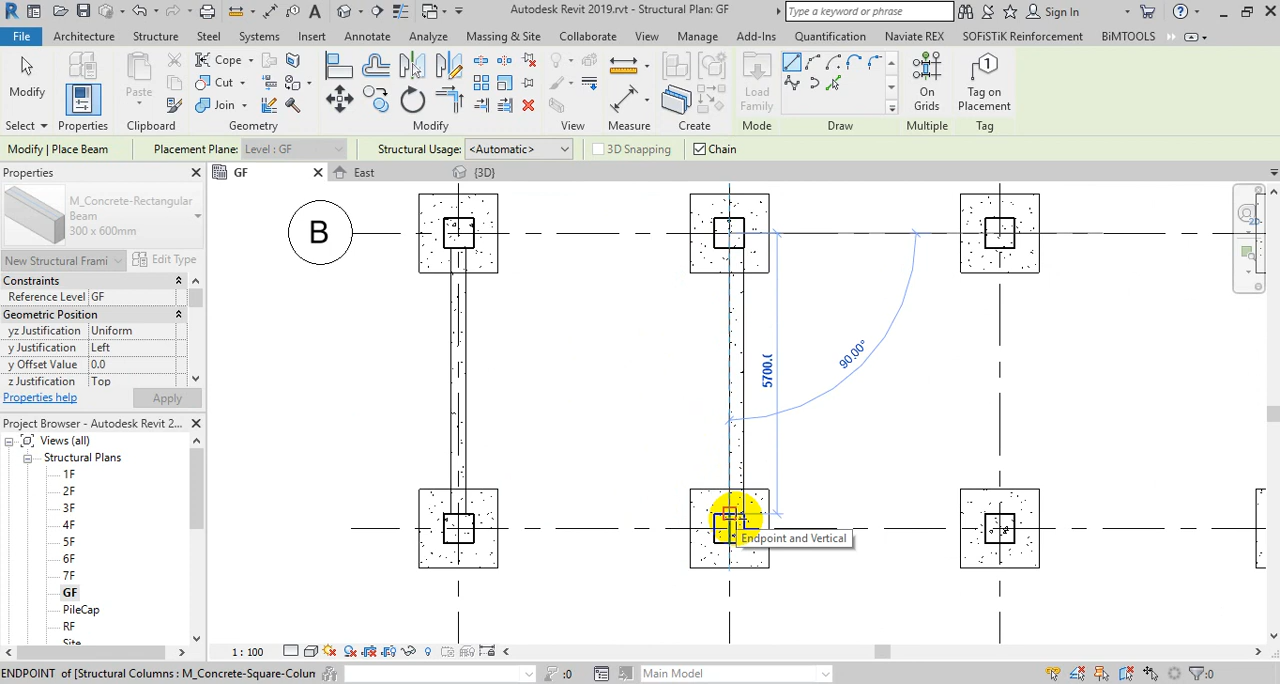 Autodesk Revit 2019.rvt - Structural Plan: GF
Type a keyword or phrase
Sign In
File Architecture Structure Steel Systems Insert Annotate Analyze Massing & Site Collaborate View Manage Add-Ins Quantification Naviate REX SOFiSTiK Reinforcement BiMTOOLS
Modify
Paste
Cope
Cut
Join
Load Family
On Grids
Tag on Placement
Select Properties Clipboard Geometry Modify View Measure Create Mode Draw Multiple Tag
Modify | Place Beam Placement Plane: Level : GF Structural Usage: <Automatic> 3D Snapping Chain
Properties
GF
East
{3D}
M_Concrete-Rectangular
Beam
300 x 600mm
New Structural Frami Edit Type
Constraints
Reference Level GF
Geometric Position
yz Justification Uniform
y Justification Left
y Offset Value 0.0
z Justification Top
Properties help Apply
Project Browser - Autodesk Revit 2...
Views (all)
Structural Plans
1F
2F
3F
4F
5F
6F
7F
GF
PileCap
RF
Site
B
5700.(
90.00°
Endpoint and Vertical
2D
1 : 100
ENDPOINT of [Structural Columns : M_Concrete-Square-Colum
:0
Main Model
:0